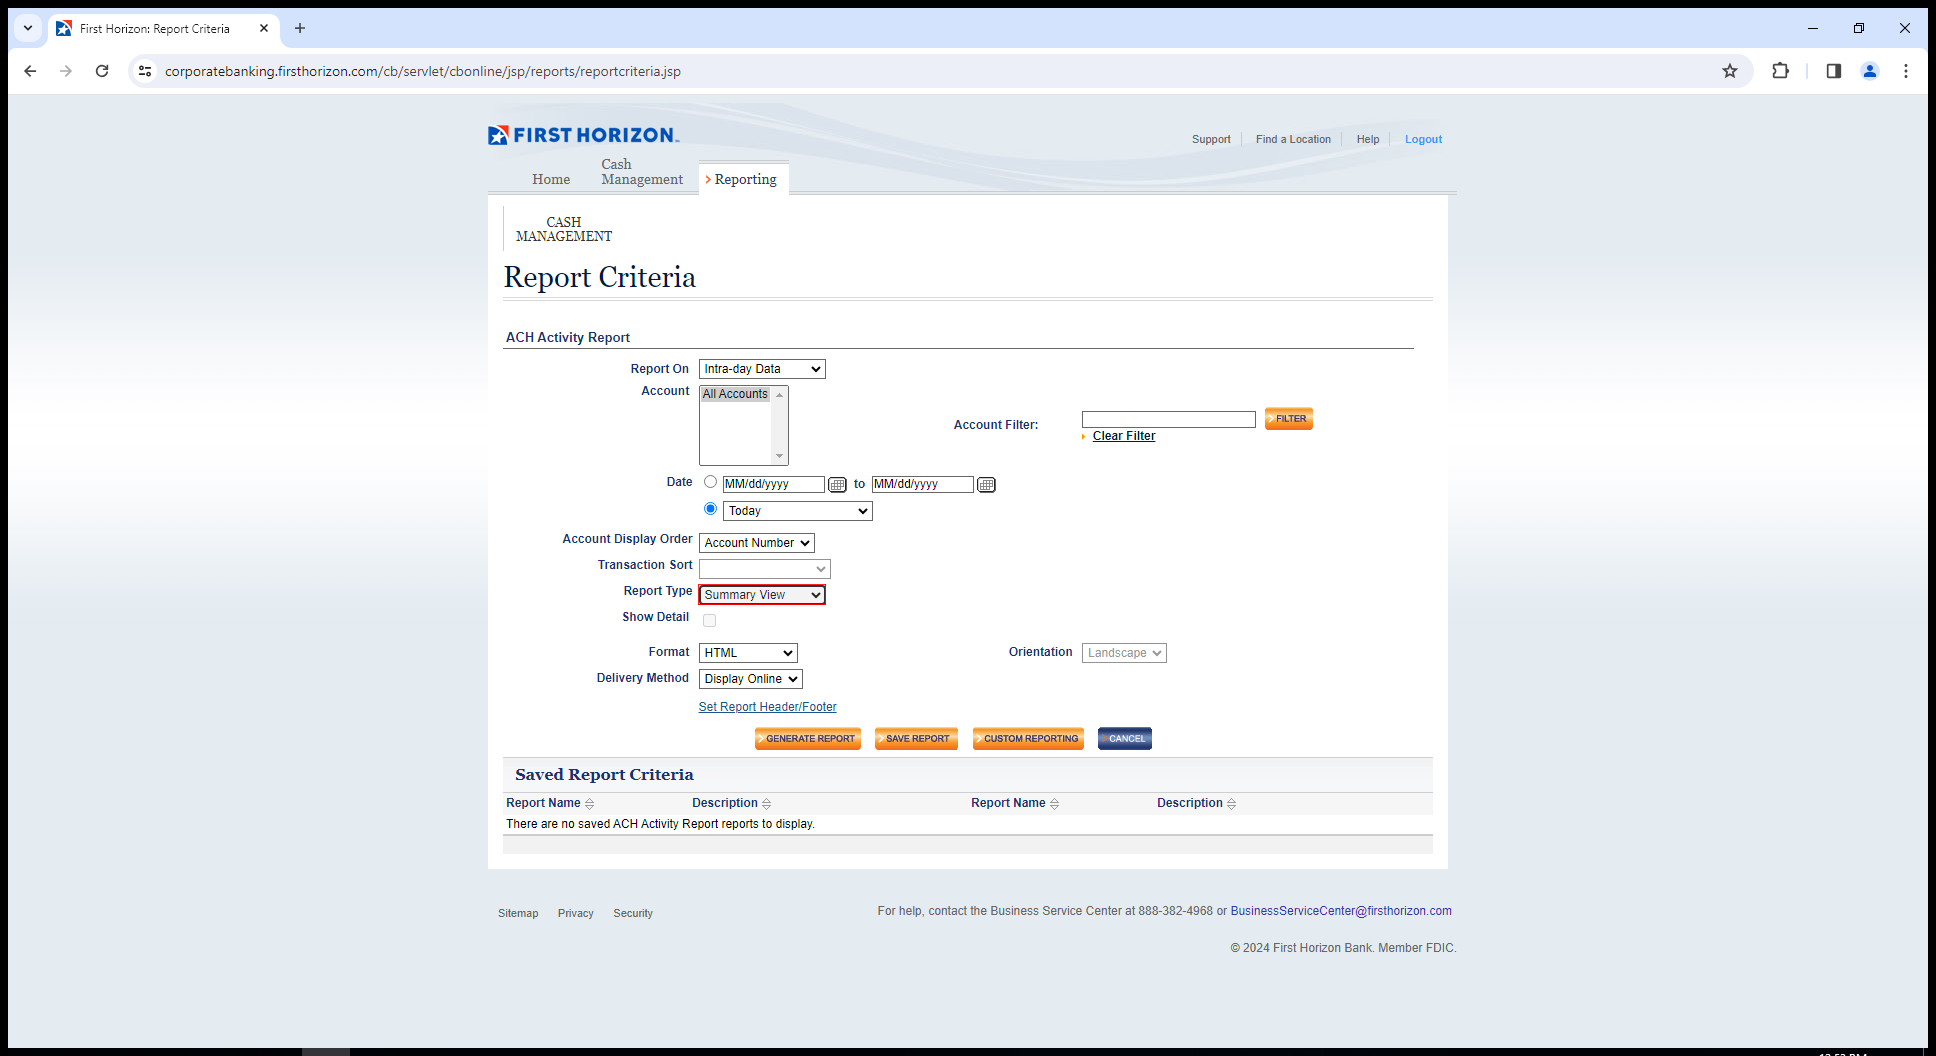 First Horizon: Report Criteria
corporatebanking.firsthorizon.com/cb/servlet/cbonline/jsp/reports/reportcriteria.jsp
FIRST HORIZON
Support
Find a Location
Help
Logout
Home
Cash
Management
Reporting
CASH
MANAGEMENT
Report Criteria
ACH Activity Report
Report On
Intra-day Data
Account
All Accounts
Account Filter:
FILTER
Clear Filter
Date
MM/dd/yyyy
to
MM/dd/yyyy
Today
Account Display Order
Account Number
Transaction Sort
Report Type
Summary View
Show Detail
Format
HTML
Orientation
Landscape
Delivery Method
Display Online
Set Report Header/Footer
GENERATE REPORT
SAVE REPORT
CUSTOM REPORTING
CANCEL
Saved Report Criteria
Report Name
Description
Report Name
Description
There are no saved ACH Activity Report reports to display.
Sitemap
Privacy
Security
For help, contact the Business Service Center at 888-382-4968 or BusinessServiceCenter@firsthorizon.com
© 2024 First Horizon Bank. Member FDIC.